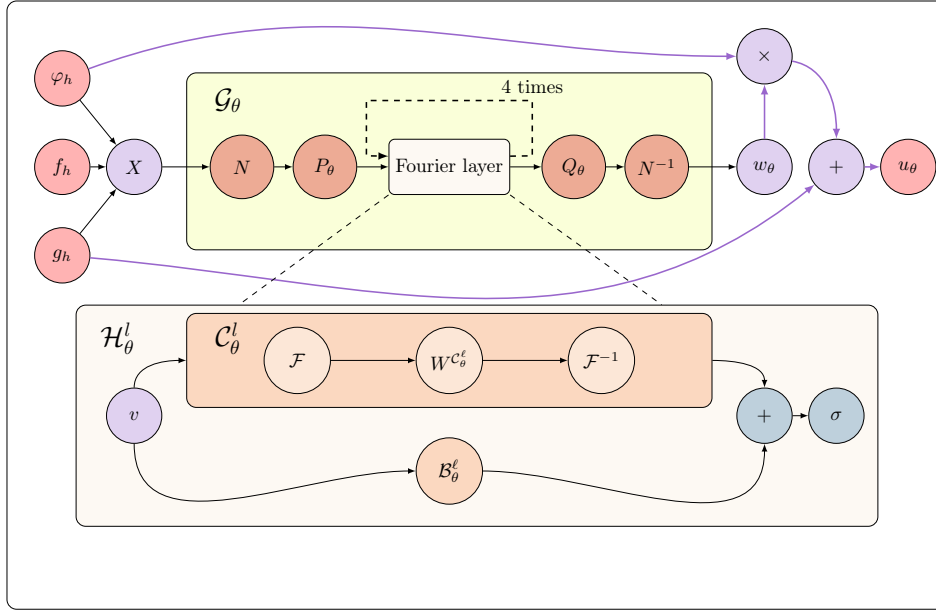 φ_h
×
4 times
𝒢_θ
f_h
X
N
P_θ
Fourier layer
Q_θ
N^{-1}
w_θ
+
u_θ
g_h
ℋ_θ^l
𝒞_θ^l
ℱ
W^{𝒞_θ^ℓ}
ℱ^{-1}
v
+
σ
ℬ_θ^ℓ